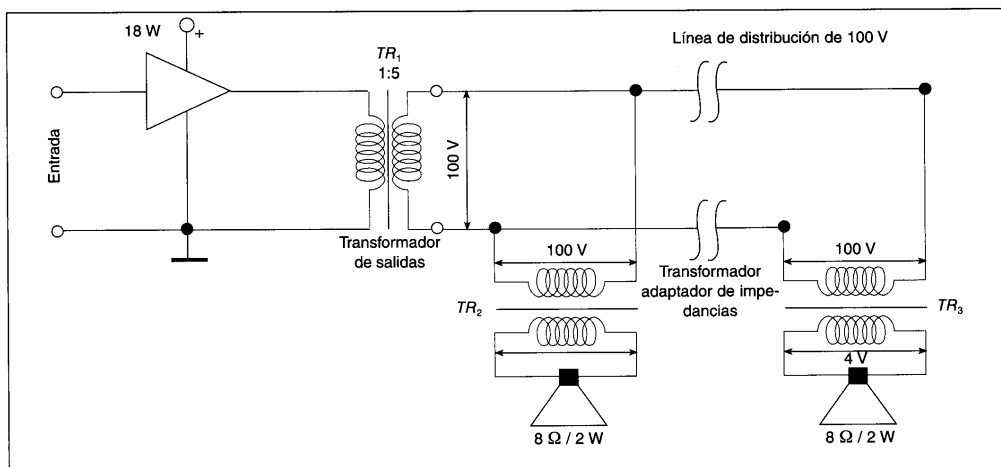 18 W
+
TR₁
1:5
Línea de distribución de 100 V
Entrada
100 V
Transformador
de salidas
100 V
Transformador
adaptador de impe-
dancias
100 V
TR₂
TR₃
4 V
8 Ω / 2 W
8 Ω / 2 W